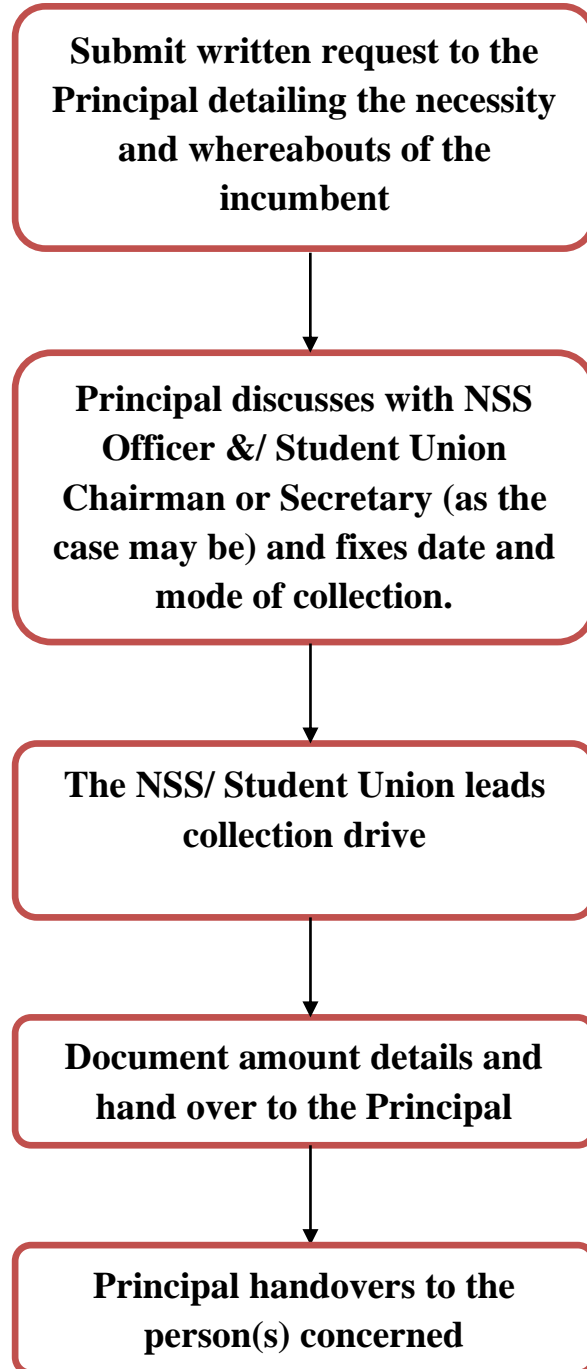 Submit written request to the
Principal detailing the necessity
and whereabouts of the
incumbent
Principal discusses with NSS
Officer &/ Student Union
Chairman or Secretary (as the
case may be) and fixes date and
mode of collection.
The NSS/ Student Union leads
collection drive
Document amount details and
hand over to the Principal
Principal handovers to the
person(s) concerned